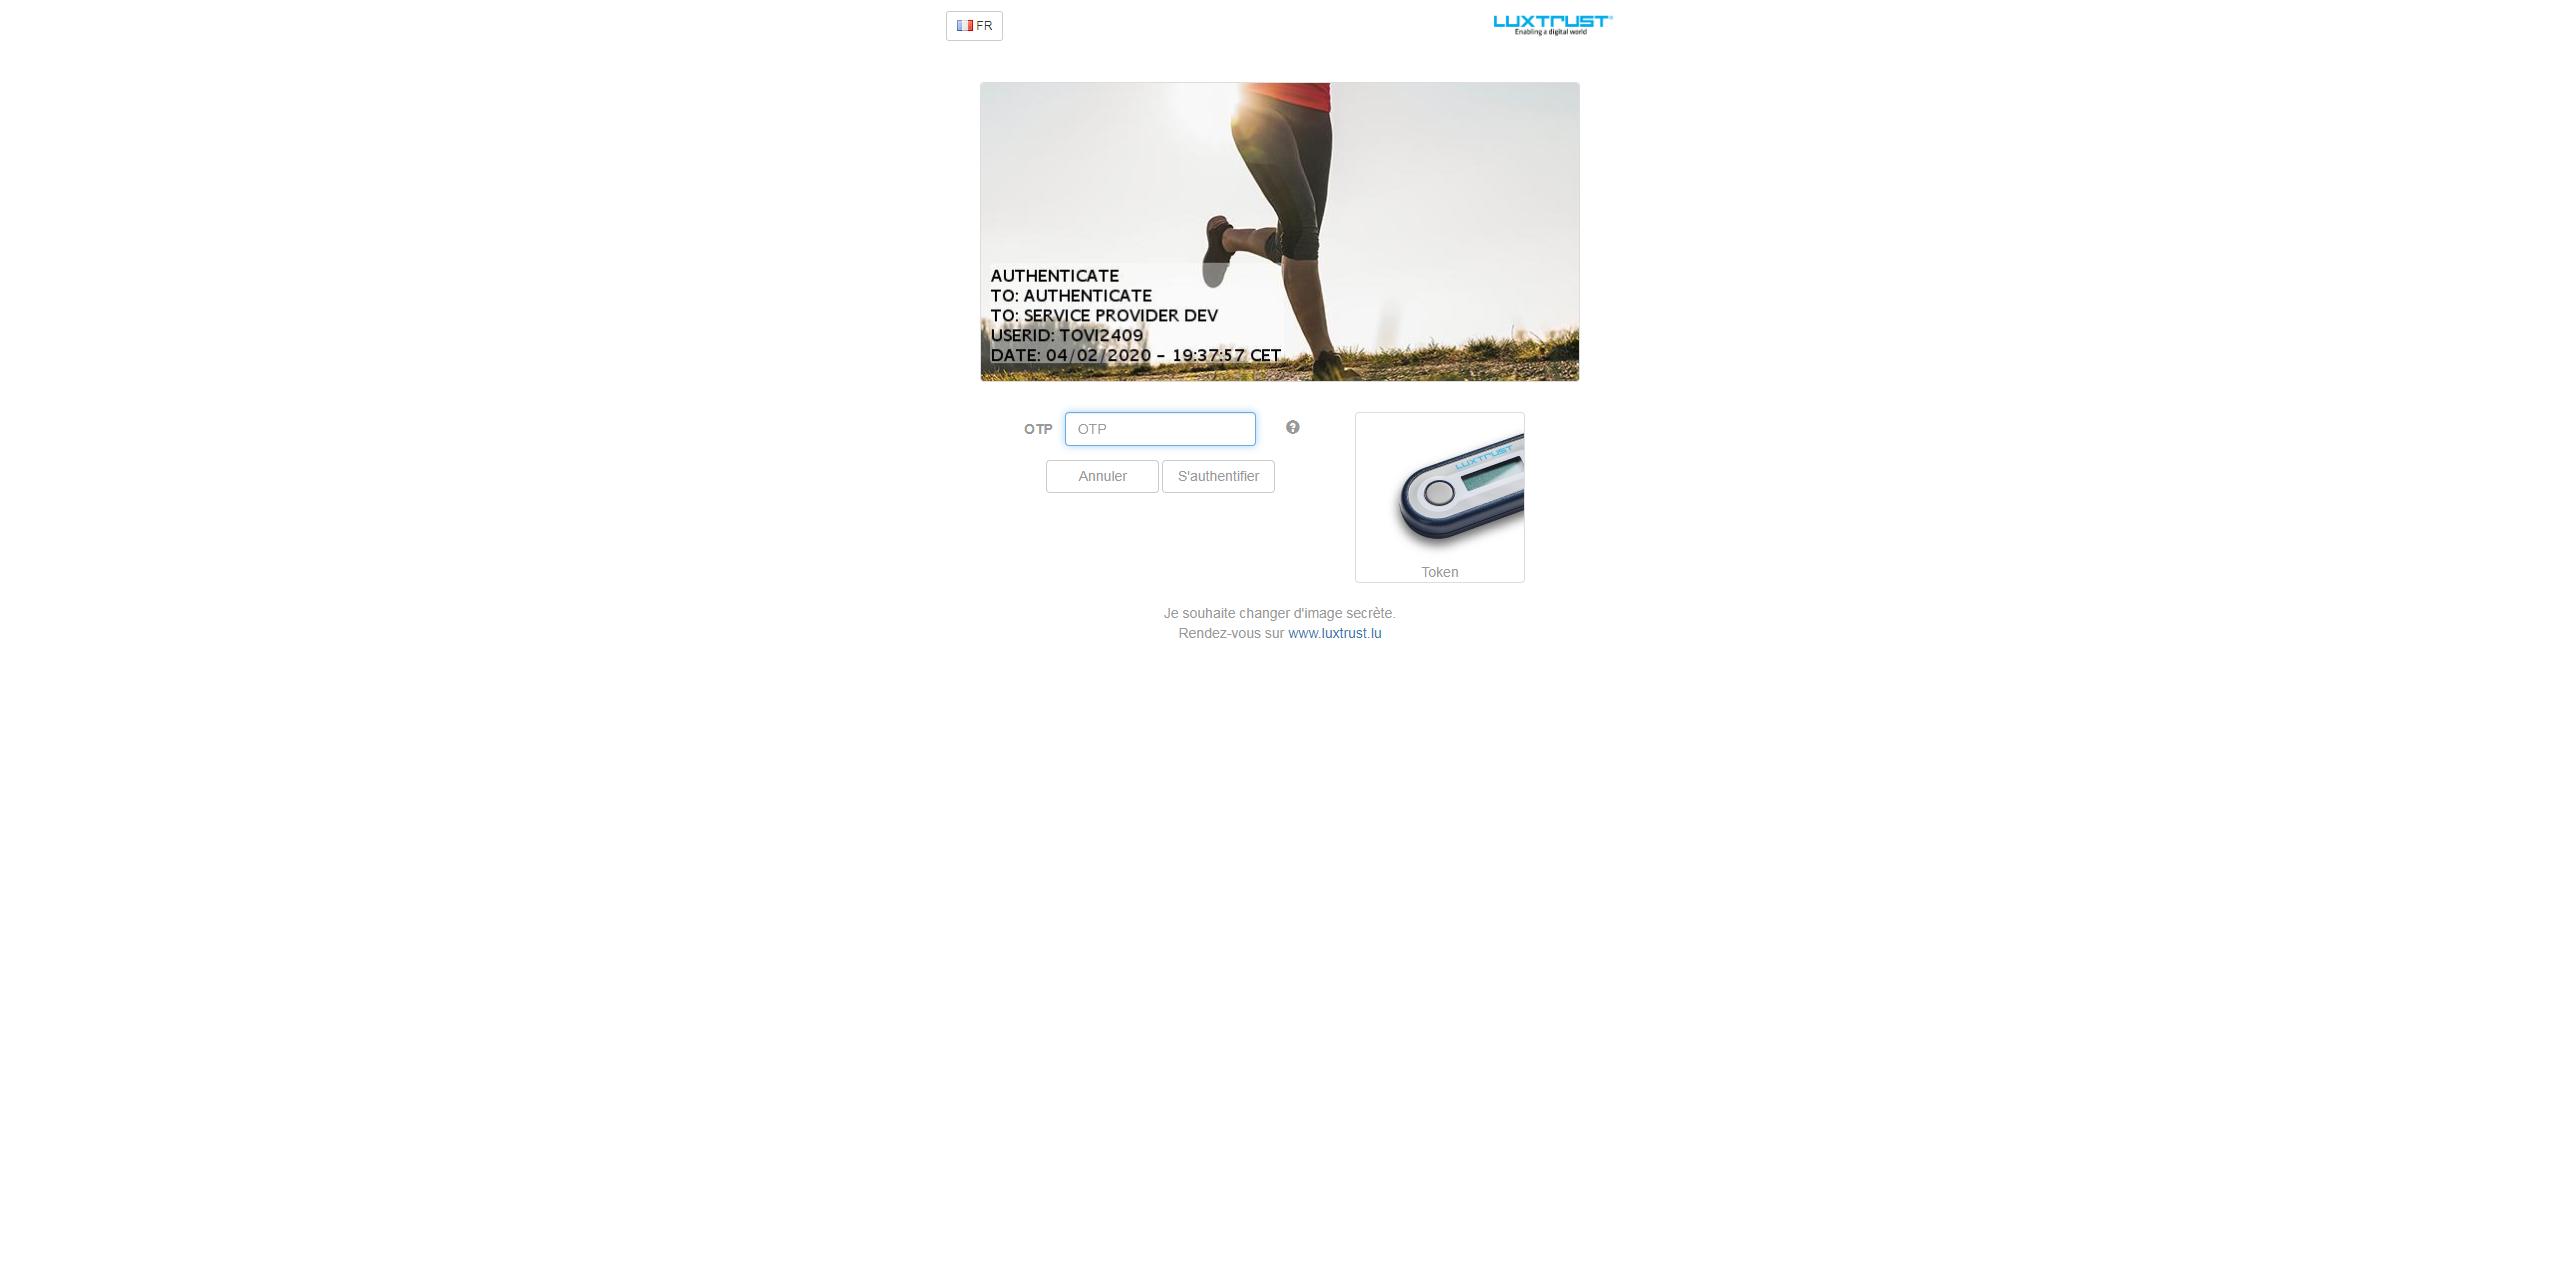 FR
LUXTRUST
Enabling a digital world
AUTHENTICATE
TO: AUTHENTICATE
TO: SERVICE PROVIDER DEV
USERID: TOVI2409
DATE: 04/02/2020 - 19:37:57 CET
OTP
OTP
Annuler
S'authentifier
LUXTRUST
Token
Je souhaite changer d'image secrète.
Rendez-vous sur www.luxtrust.lu